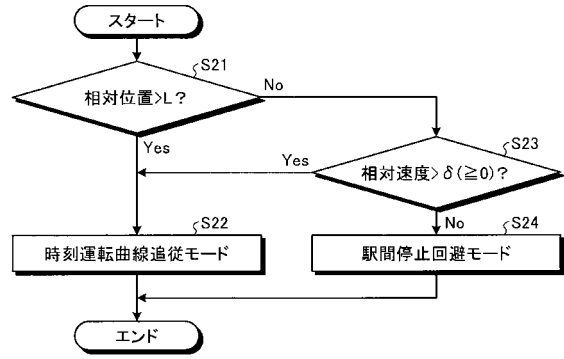 スタート
S21
相対位置>L?
No
Yes
S23
相対速度>δ(≧0)?
Yes
No
S22
時刻運転曲線追従モード
S24
駅間停止回避モード
エンド